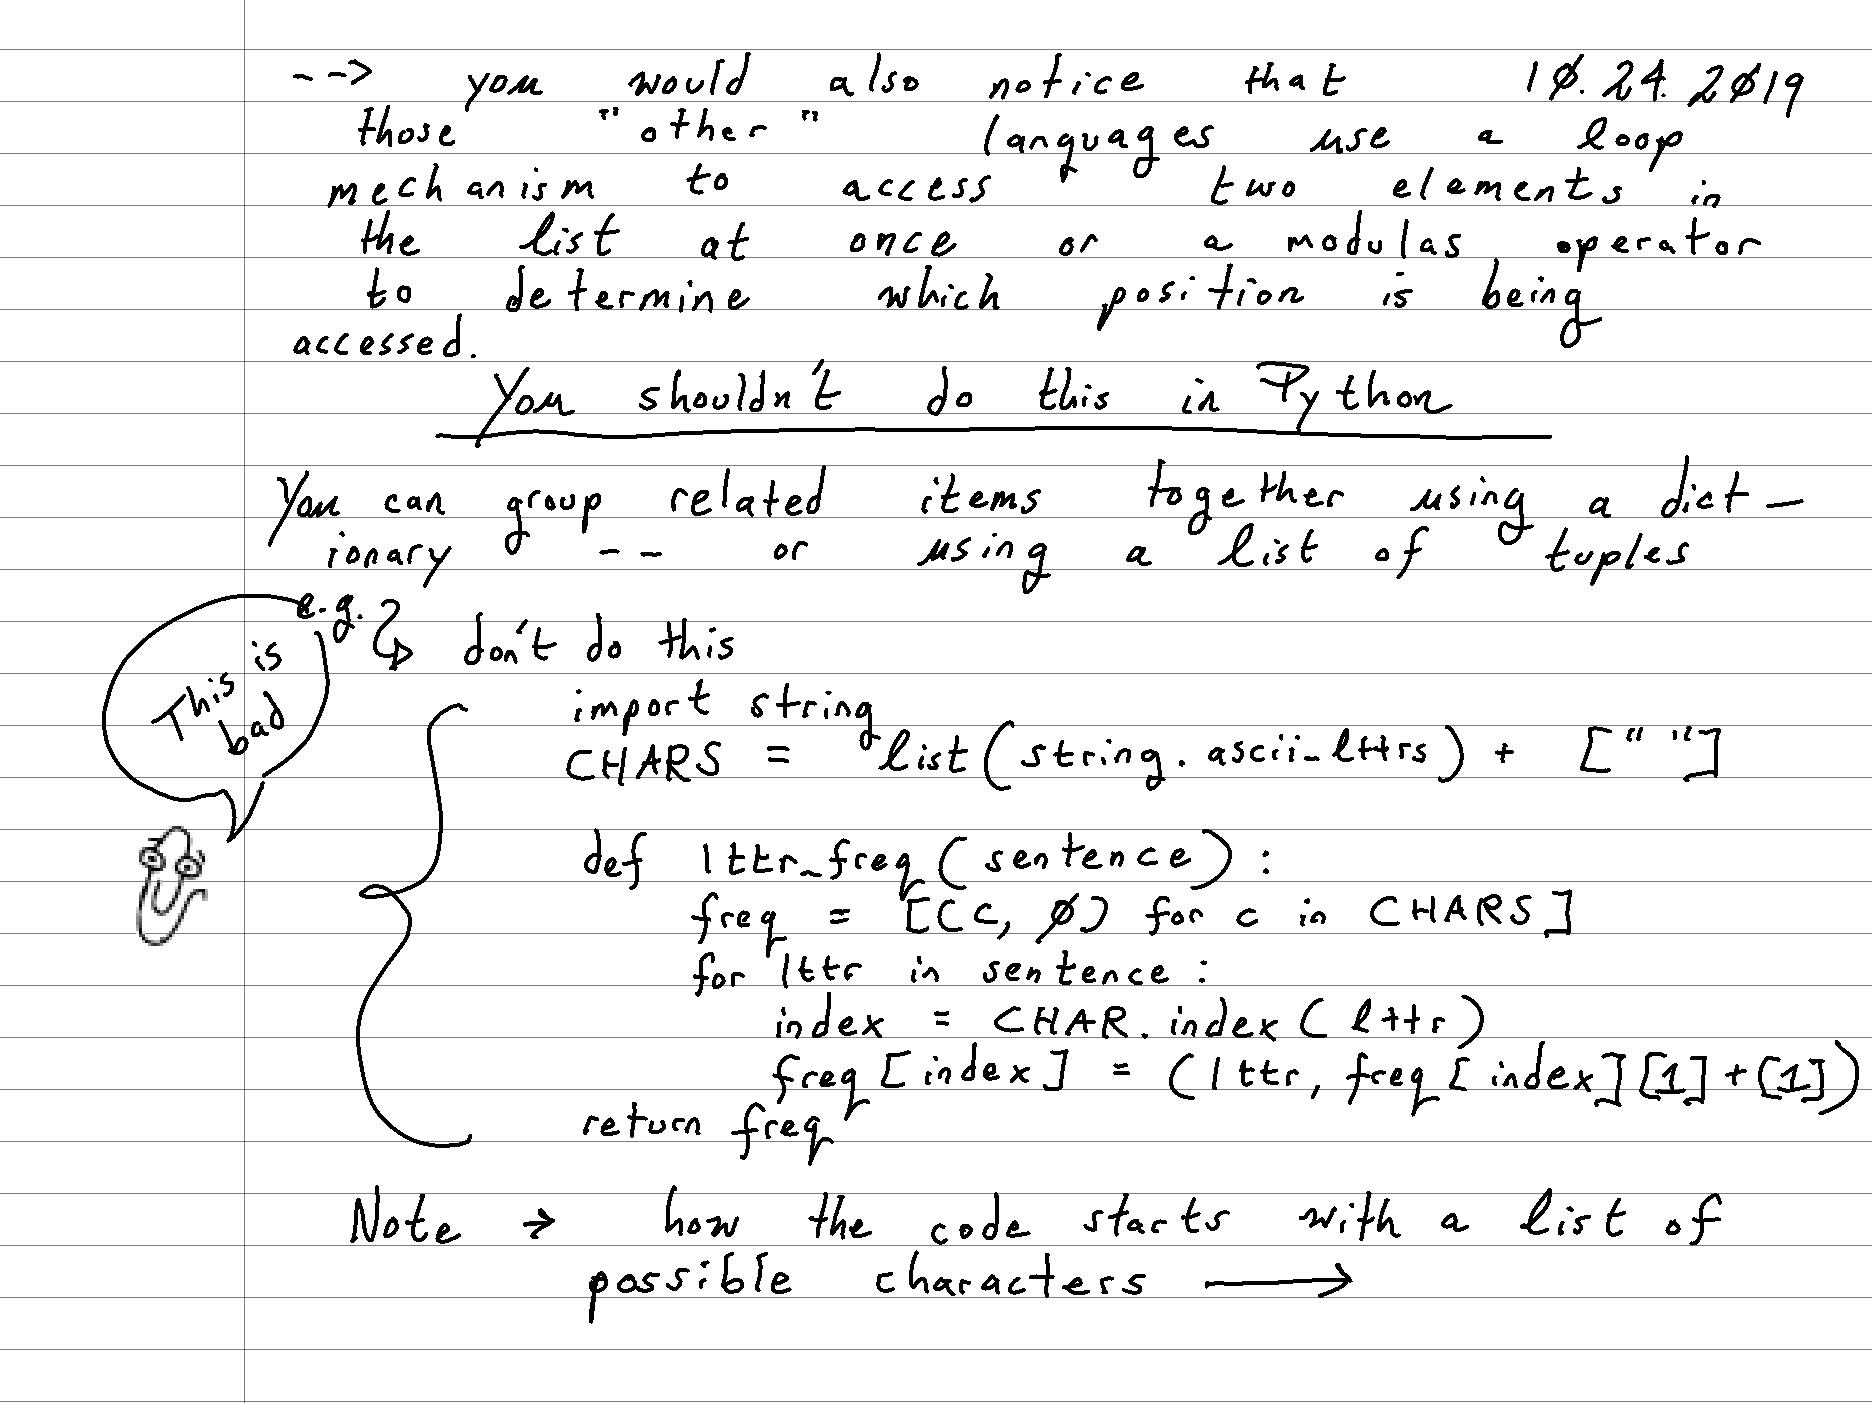 --> you would also notice that 10.24.2019
those "other" languages use a loop
mechanism to access two elements in
the list at once or a modulas operator
to determine which position is being
accessed.
You shouldn't do this in Python
You can group related items together using a dict-
ionary -- or using a list of tuples
e.g. don't do this
This is
bad
import string
CHARS = list(string.ascii_lttrs) + [" "]
def lttr_freq(sentence):
freq = [(c, 0) for c in CHARS]
for lttr in sentence:
index = CHAR.index(lttr)
freq[index] = (lttr, freq[index][1]+[1])
return freq
Note → how the code starts with a list of
possible characters →